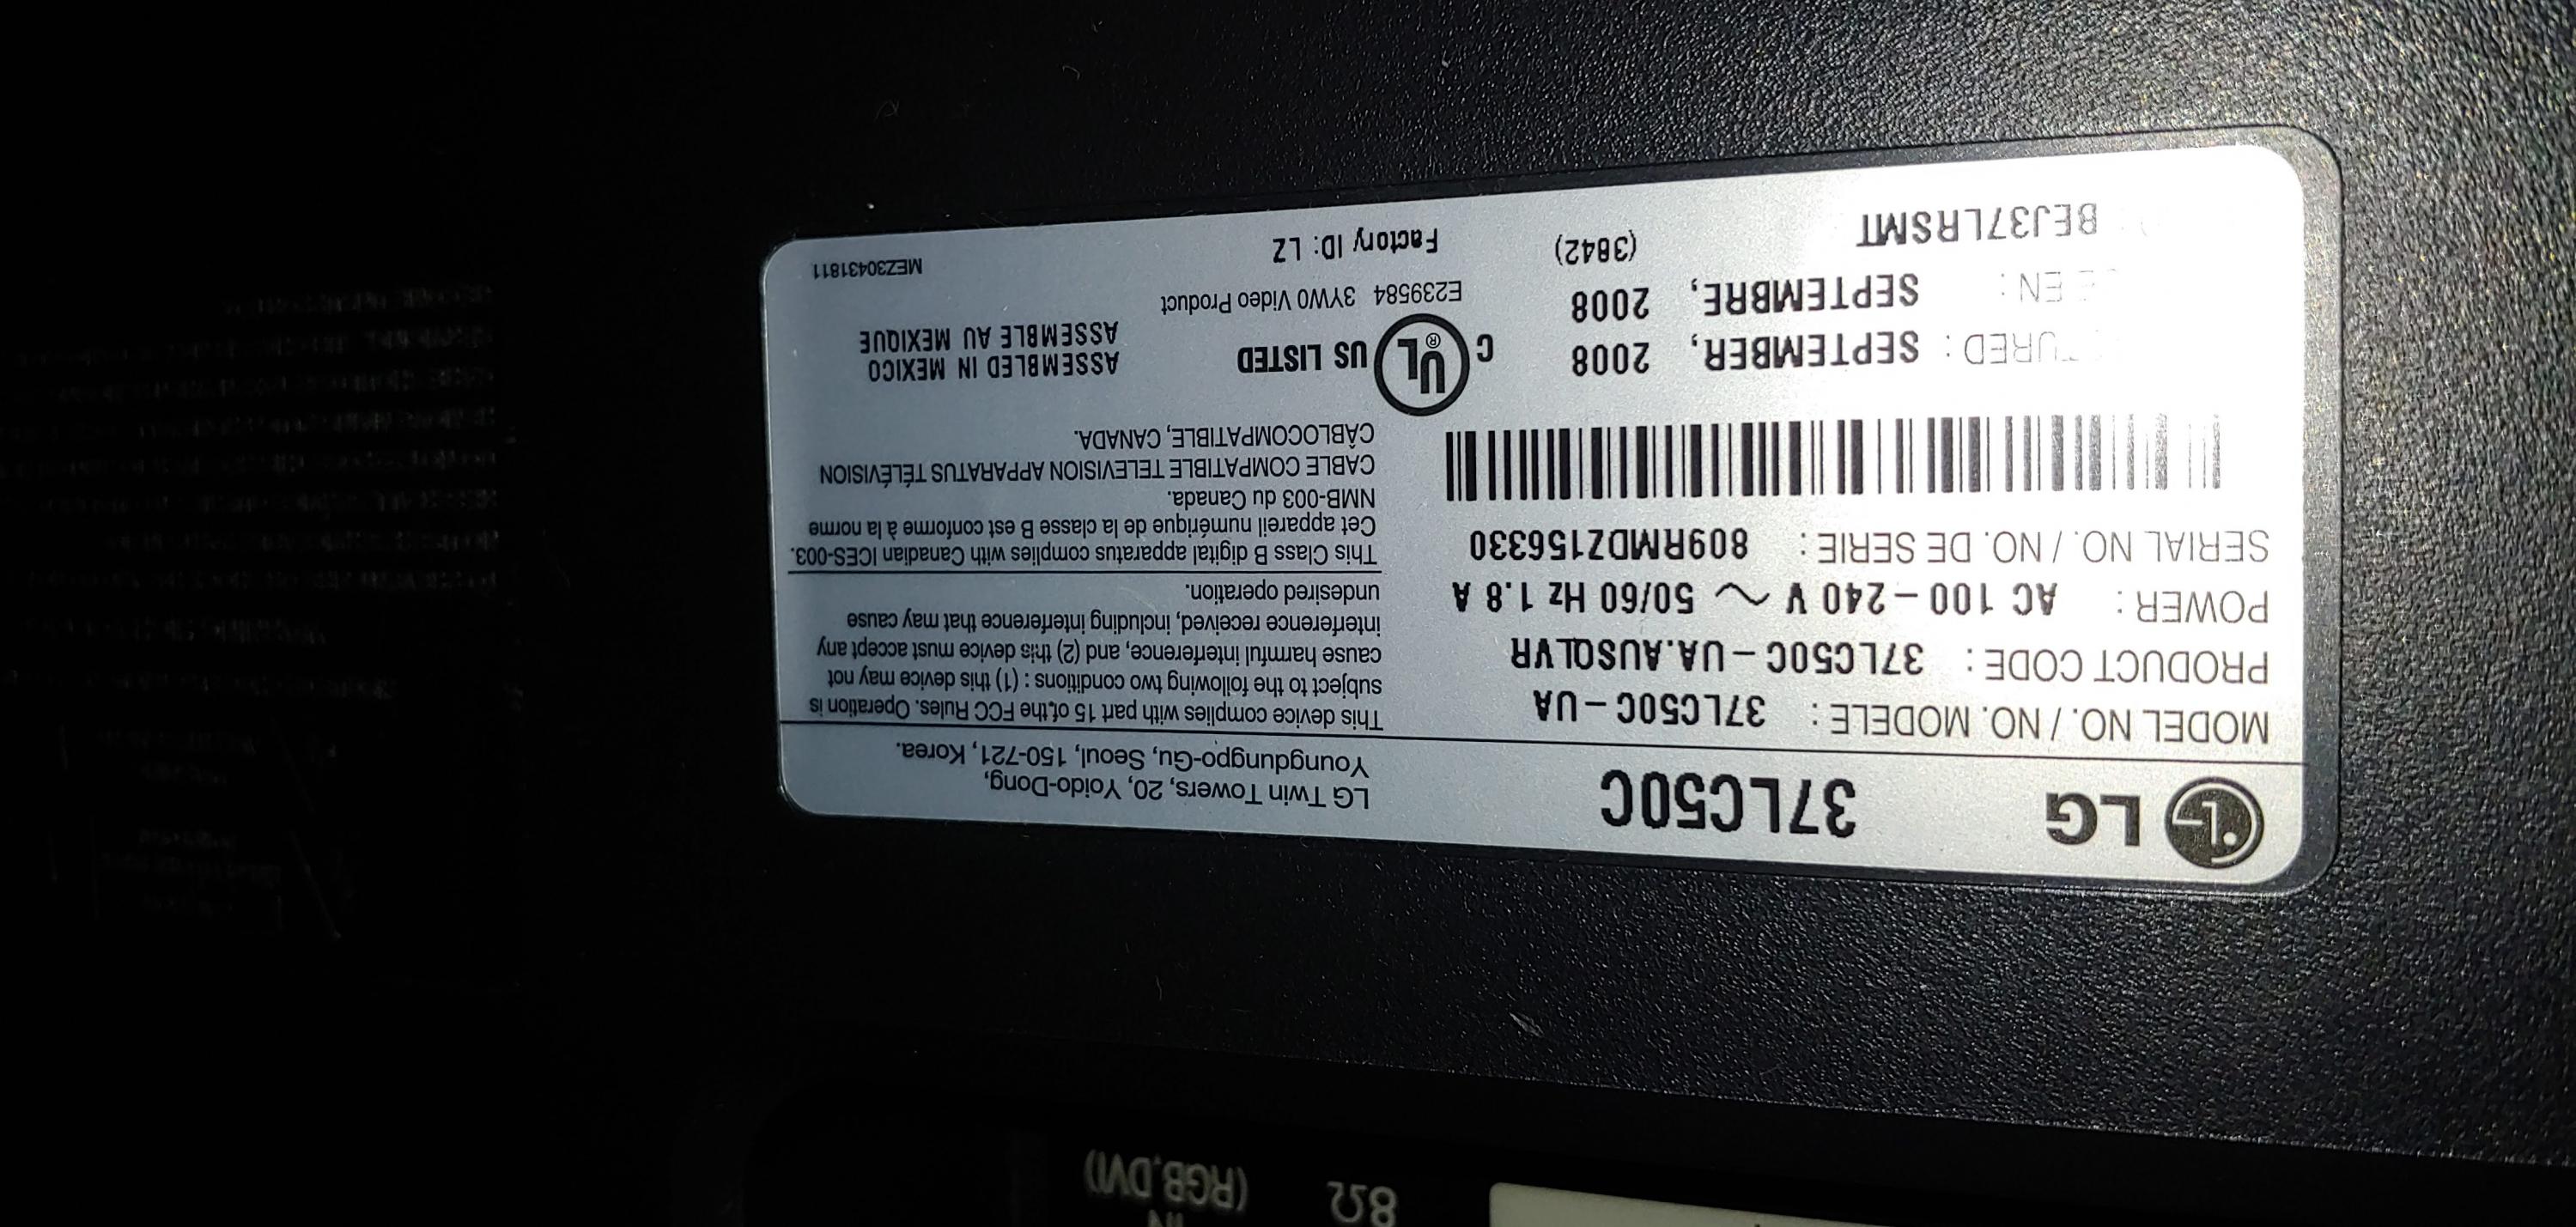 LG 37LC50C
LG Twin Towers, 20, Yoido-Dong,
Youngdungpo-Gu, Seoul, 150-721, Korea.
MODEL NO. / NO. MODELE : 37LC50C-UA
PRODUCT CODE : 37LC50C-UA.AUSQLVR
POWER : AC 100-240 V ~ 50/60 Hz 1.8 A
SERIAL NO. / NO. DE SERIE : 809RMDZ156330
TURED : SEPTEMBER, 2008
EN : SEPTEMBRE, 2008
: BEJ37LRSMT (3842)
This device complies with part 15 of the FCC Rules. Operation is
subject to the following two conditions : (1) this device may not
cause harmful interference, and (2) this device must accept any
interference received, including interference that may cause
undesired operation.
This Class B digital apparatus complies with Canadian ICES-003.
Cet appareil numérique de la classe B est conforme à la norme
NMB-003 du Canada.
CABLE COMPATIBLE TELEVISION APPARATUS TÉLÉVISION
CÂBLOCOMPATIBLE, CANADA.
C UL® US LISTED
E239584 3YW0 Video Product
Factory ID: LZ
ASSEMBLED IN MEXICO
ASSEMBLE AU MEXIQUE
MEZ30431811
8Ω
IN
(RGB,DVI)